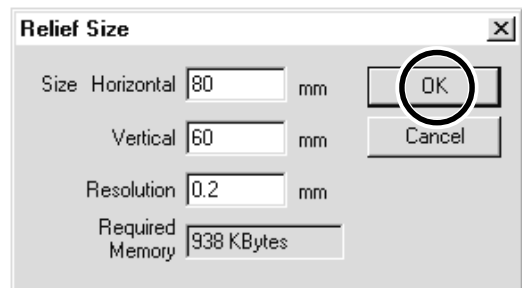 Relief Size
Size Horizontal 80 mm OK
Vertical 60 mm Cancel
Resolution 0.2 mm
Required
Memory 938 KBytes